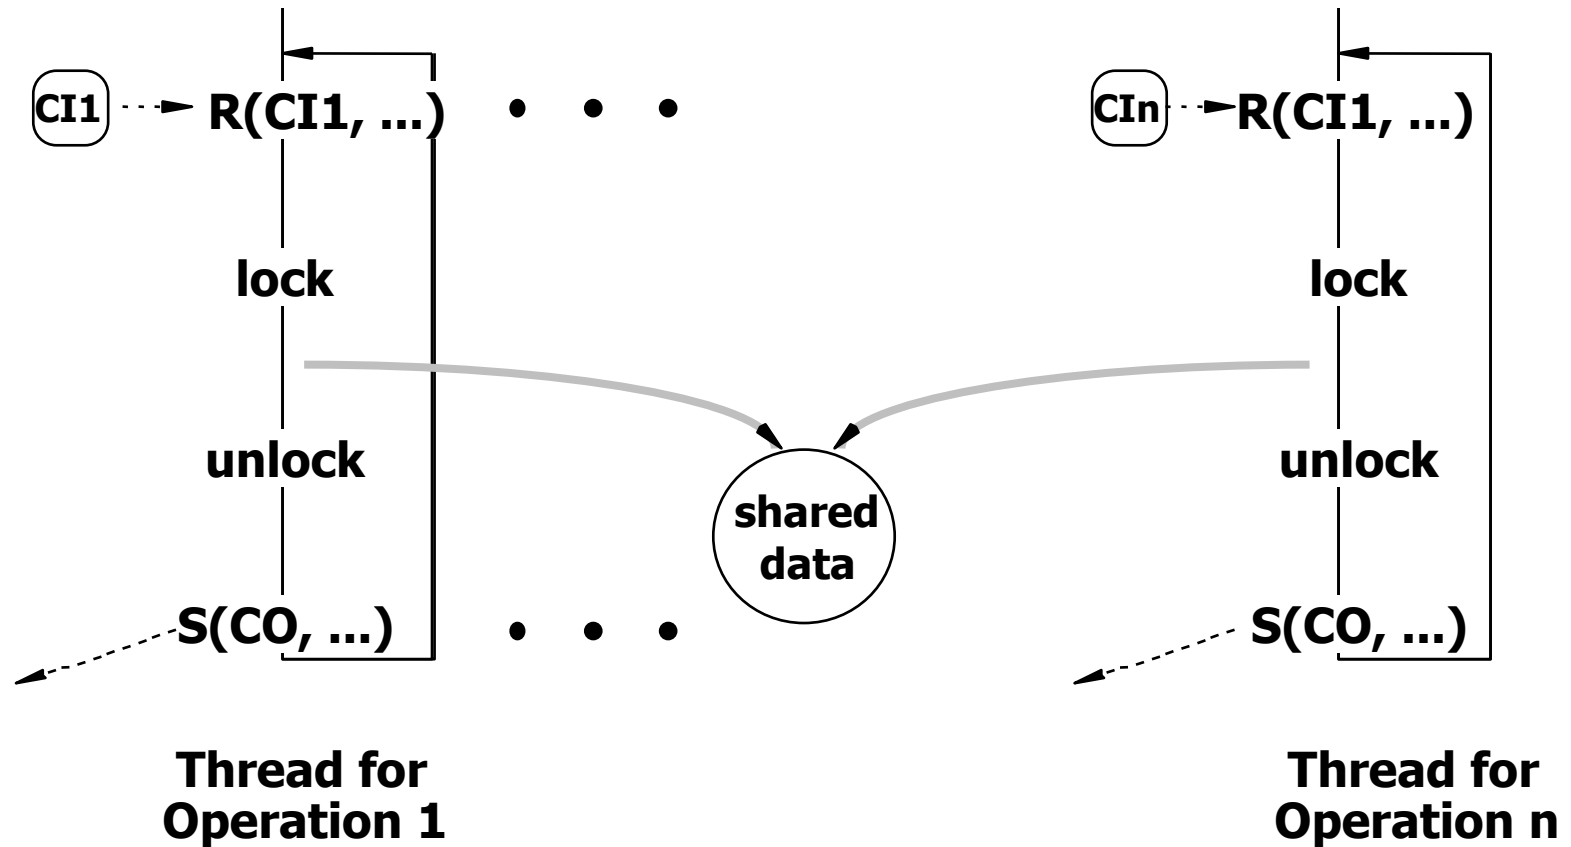 CI1
R(CI1, ...)
CIn
R(CI1, ...)
lock
lock
unlock
unlock
shared
data
S(CO, ...)
S(CO, ...)
Thread for
Operation 1
Thread for
Operation n